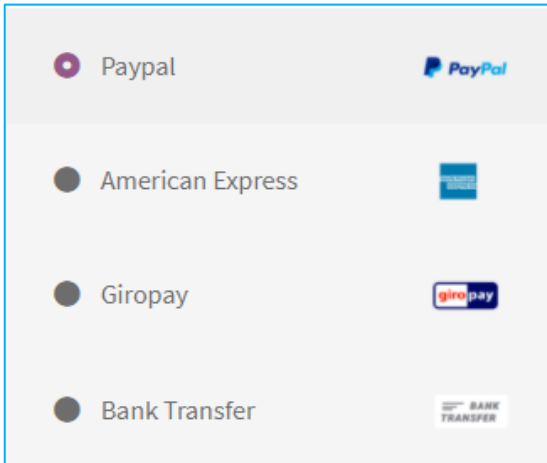 Paypal PayPal
American Express
Giropay giropay
Bank Transfer BANK
TRANSFER